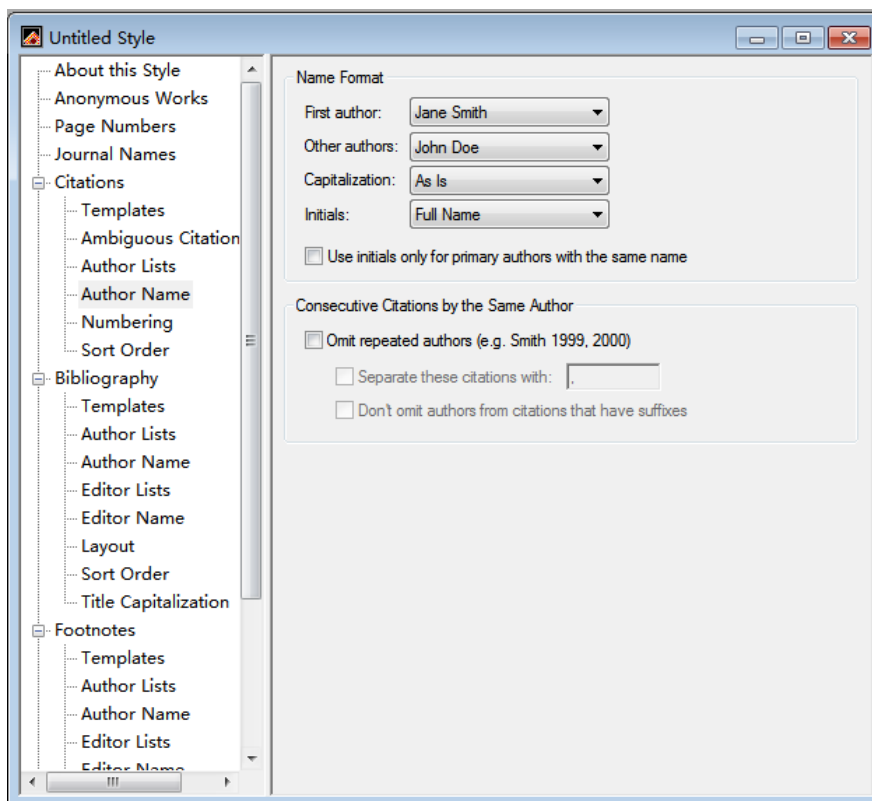 Untitled Style
About this Style
Anonymous Works
Page Numbers
Journal Names
Citations
Templates
Ambiguous Citation
Author Lists
Author Name
Numbering
Sort Order
Bibliography
Templates
Author Lists
Author Name
Editor Lists
Editor Name
Layout
Sort Order
Title Capitalization
Footnotes
Templates
Author Lists
Author Name
Editor Lists
Editor Name
Name Format
First author: Jane Smith
Other authors: John Doe
Capitalization: As Is
Initials: Full Name
Use initials only for primary authors with the same name
Consecutive Citations by the Same Author
Omit repeated authors (e.g. Smith 1999, 2000)
Separate these citations with: ,
Don't omit authors from citations that have suffixes